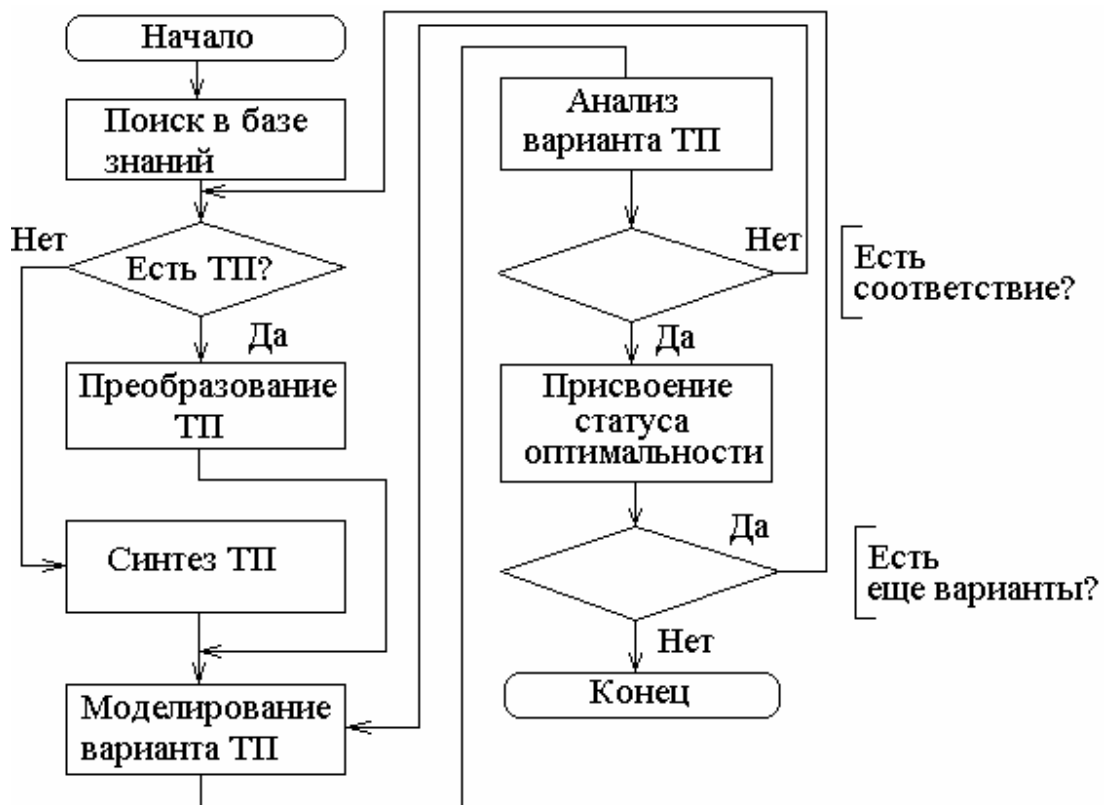 Начало
Поиск в базе
знаний
Нет
Есть ТП?
Да
Преобразование
ТП
Синтез ТП
Моделирование
варианта ТП
Анализ
варианта ТП
Нет
Есть
соответствие?
Да
Присвоение
статуса
оптимальности
Да
Есть
еще варианты?
Нет
Конец